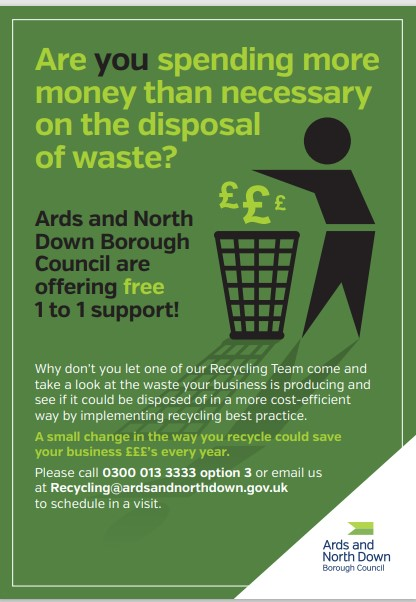 Are you spending more
money than necessary
on the disposal
of waste?
£ £ £
Ards and North
Down Borough
Council are
offering free
1 to 1 support!
Why don't you let one of our Recycling Team come and
take a look at the waste your business is producing and
see if it could be disposed of in a more cost-efficient
way by implementing recycling best practice.
A small change in the way you recycle could save
your business £££'s every year.
Please call 0300 013 3333 option 3 or email us
at Recycling@ardsandnorthdown.gov.uk
to schedule in a visit.
Ards and
North Down
Borough Council